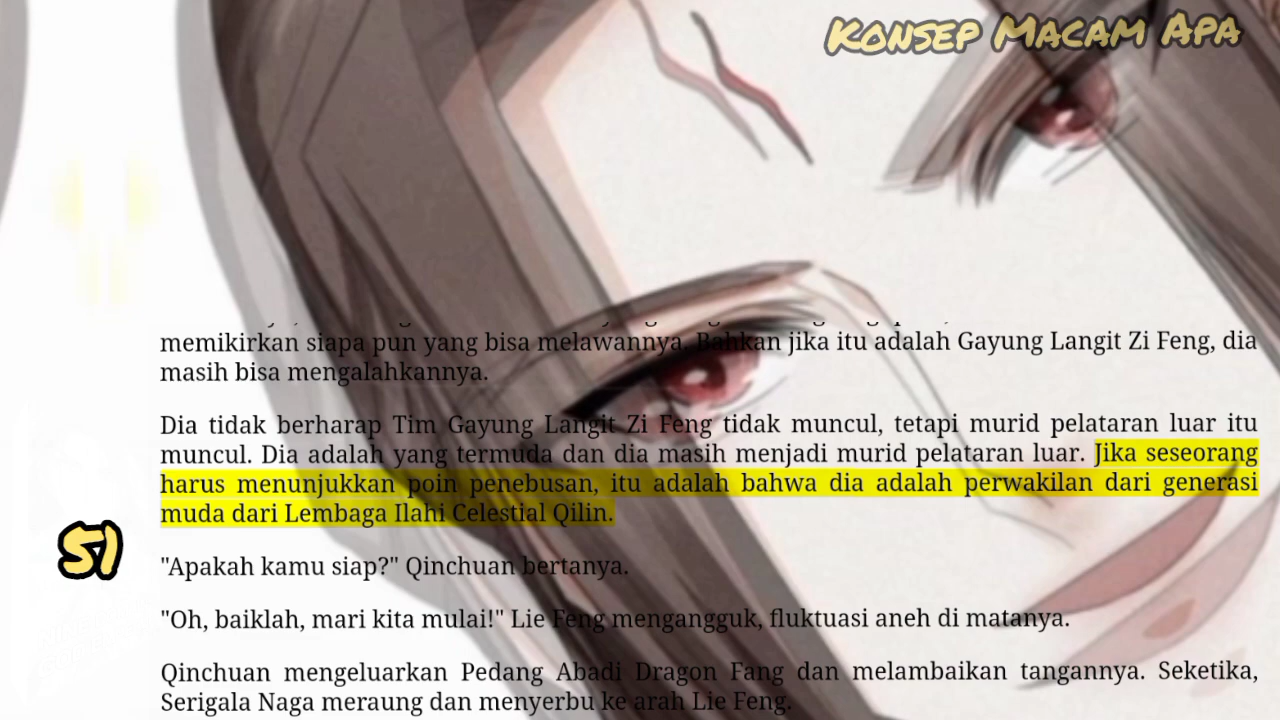 Konsep Macam Apa
memikirkan siapa pun yang bisa melawannya. Bahkan jika itu adalah Gayung Langit Zi Feng, dia
masih bisa mengalahkannya.
Dia tidak berharap Tim Gayung Langit Zi Feng tidak muncul, tetapi murid pelataran luar itu
muncul. Dia adalah yang termuda dan dia masih menjadi murid pelataran luar. Jika seseorang
harus menunjukkan poin penebusan, itu adalah bahwa dia adalah perwakilan dari generasi
muda dari Lembaga Ilahi Celestial Qilin.
51
"Apakah kamu siap?" Qinchuan bertanya.
"Oh, baiklah, mari kita mulai!" Lie Feng mengangguk, fluktuasi aneh di matanya.
Qinchuan mengeluarkan Pedang Abadi Dragon Fang dan melambaikan tangannya. Seketika,
Serigala Naga meraung dan menyerbu ke arah Lie Feng.